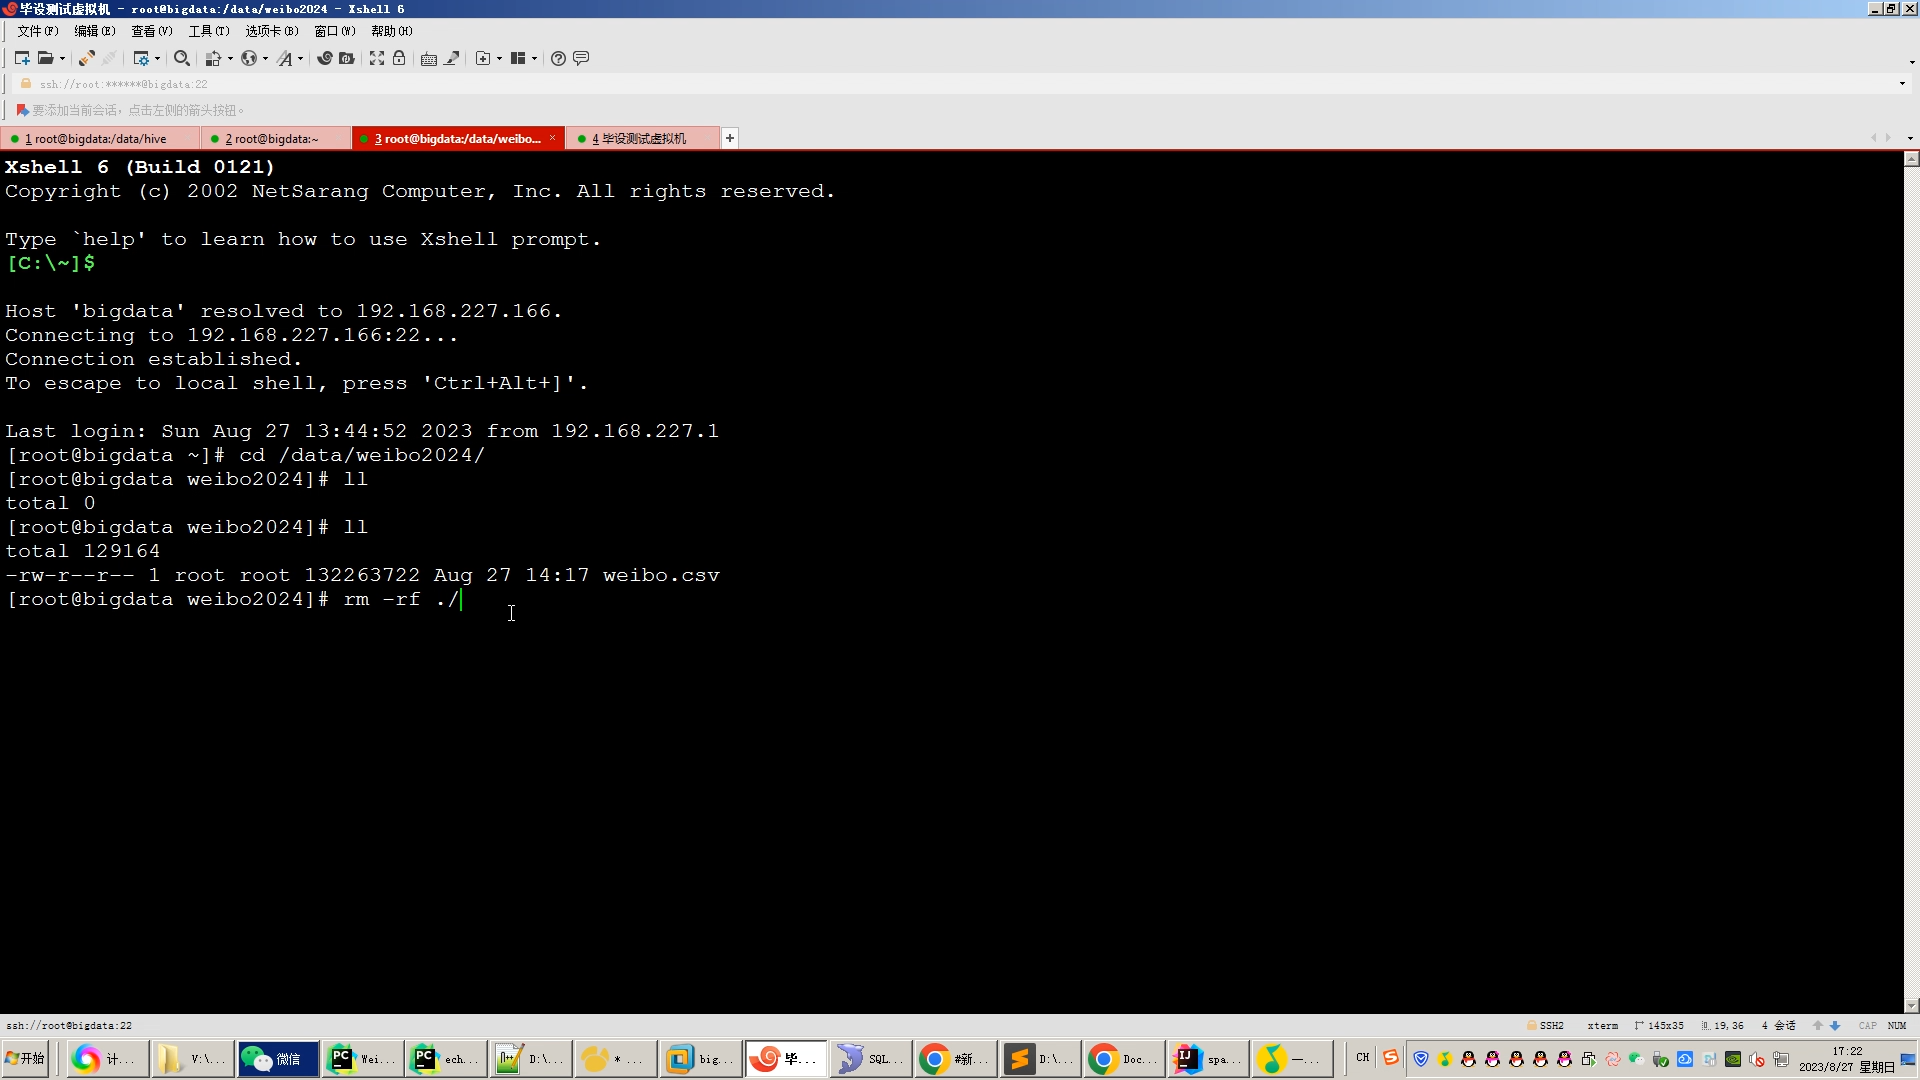 毕设测试虚拟机 - root@bigdata:/data/weibo2024 - Xshell 6
文件(F) 编辑(E) 查看(V) 工具(T) 选项卡(B) 窗口(W) 帮助(H)
ssh://root:******@bigdata:22
要添加当前会话，点击左侧的箭头按钮。
1 root@bigdata:/data/hive 2 root@bigdata:~ 3 root@bigdata:/data/weibo... 4 毕设测试虚拟机
Xshell 6 (Build 0121)
Copyright (c) 2002 NetSarang Computer, Inc. All rights reserved.
Type `help' to learn how to use Xshell prompt.
[C:\~]$
Host 'bigdata' resolved to 192.168.227.166.
Connecting to 192.168.227.166:22...
Connection established.
To escape to local shell, press 'Ctrl+Alt+]'.
Last login: Sun Aug 27 13:44:52 2023 from 192.168.227.1
[root@bigdata ~]# cd /data/weibo2024/
[root@bigdata weibo2024]# ll
total 0
[root@bigdata weibo2024]# ll
total 129164
-rw-r--r-- 1 root root 132263722 Aug 27 14:17 weibo.csv
[root@bigdata weibo2024]# rm -rf ./
ssh://root@bigdata:22 SSH2 xterm 145x35 19,36 4 会话 CAP NUM
开始 计... V:\... 微信 Wei... ech... D:\... * ... big... 毕... SQL... #新... D:\... Doc... spa... 一... CH 17:22
2023/8/27 星期日